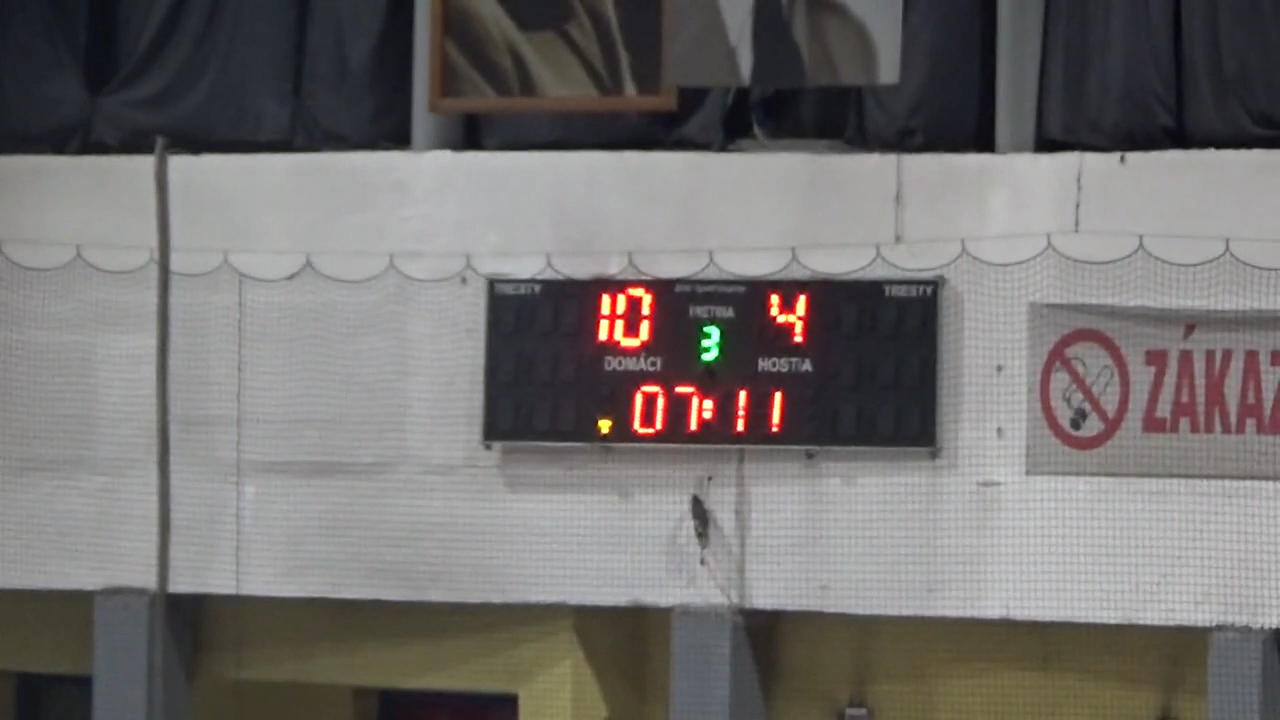 TRESTY
TRESTY
10
TRETINA
4
3
DOMÁCI
HOSTIA
07:11
ZÁKAZ